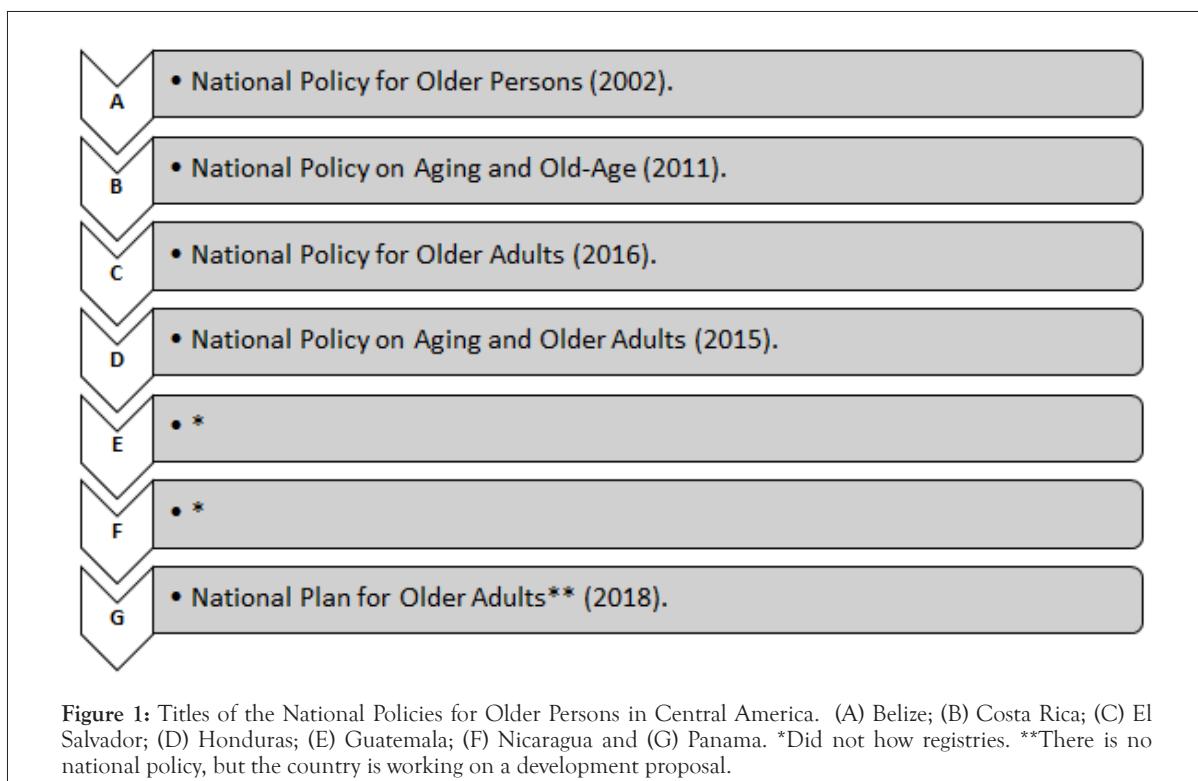 A
• National Policy for Older Persons (2002).
B
• National Policy on Aging and Old-Age (2011).
C
• National Policy for Older Adults (2016).
D
• National Policy on Aging and Older Adults (2015).
E
• *
F
• *
G
• National Plan for Older Adults** (2018).
Figure 1: Titles of the National Policies for Older Persons in Central America. (A) Belize; (B) Costa Rica; (C) El
Salvador; (D) Honduras; (E) Guatemala; (F) Nicaragua and (G) Panama. *Did not how registries. **There is no
national policy, but the country is working on a development proposal.